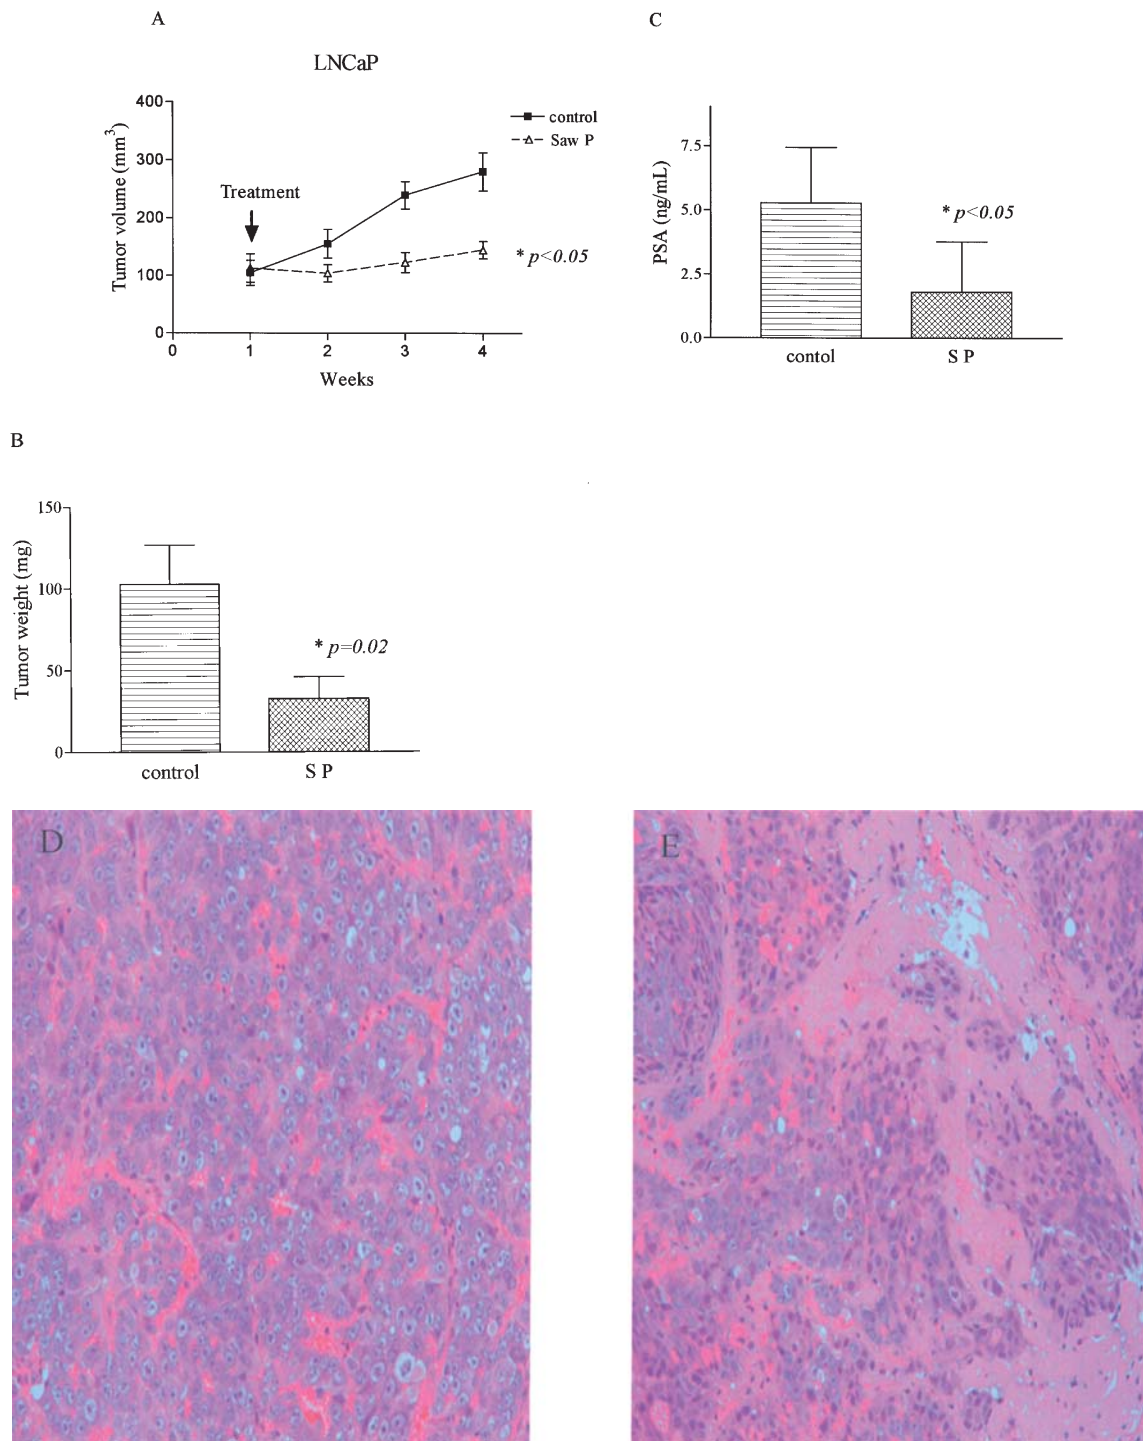 A
LNCaP
400
300
200
100
0
Tumor volume (mm³)
Treatment
control
Saw P
* p<0.05
0 1 2 3 4
Weeks
C
7.5
5.0
2.5
0.0
PSA (ng/mL)
* p<0.05
contol S P
B
150
100
50
0
Tumor weight (mg)
* p=0.02
control S P
D
E